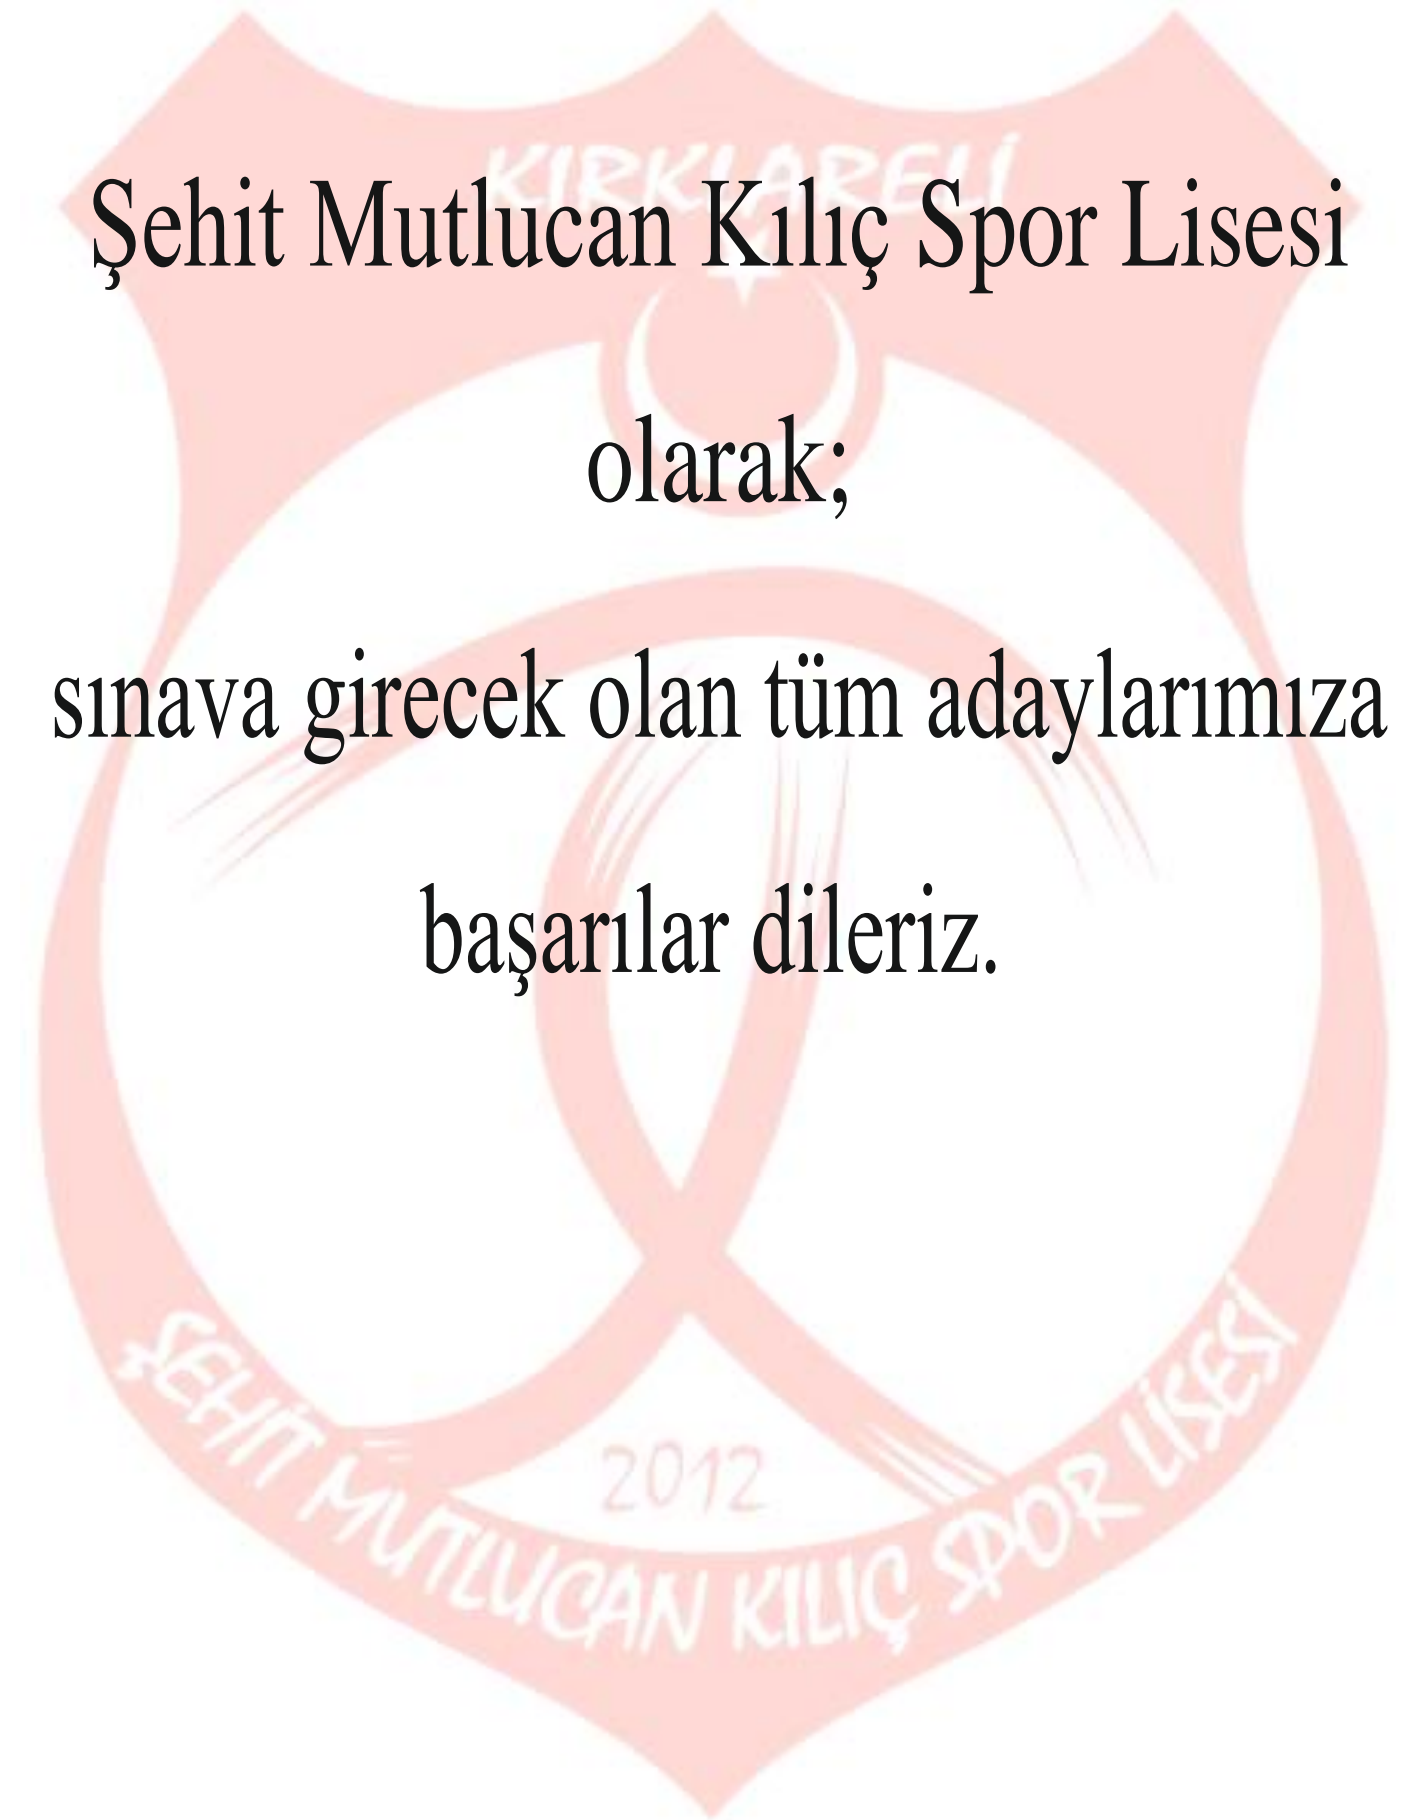 KIRKLARELİ
Şehit Mutlucan Kılıç Spor Lisesi
olarak;
sınava girecek olan tüm adaylarımıza
başarılar dileriz.
2012
ŞEHİT MUTLUCAN KILIÇ SPOR LİSESİ